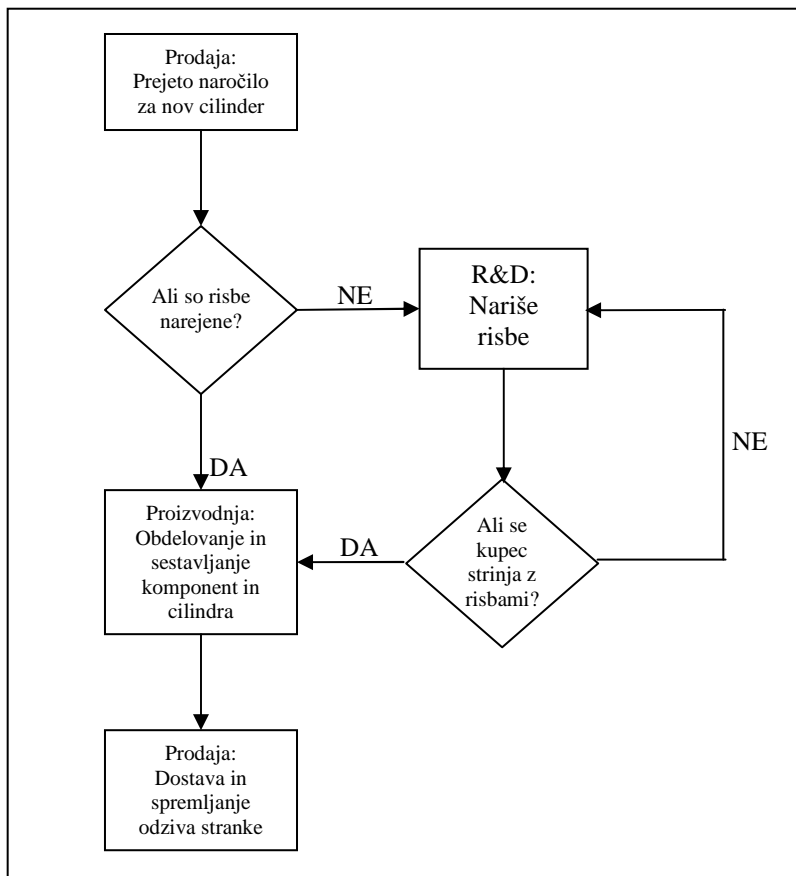 Prodaja:
Prejeto naročilo
za nov cilinder
Ali so risbe
narejene?
NE
R&D:
Nariše
risbe
NE
DA
Proizvodnja:
Obdelovanje in
sestavljanje
komponent in
cilindra
DA
Ali se
kupec
strinja z
risbami?
Prodaja:
Dostava in
spremljanje
odziva stranke